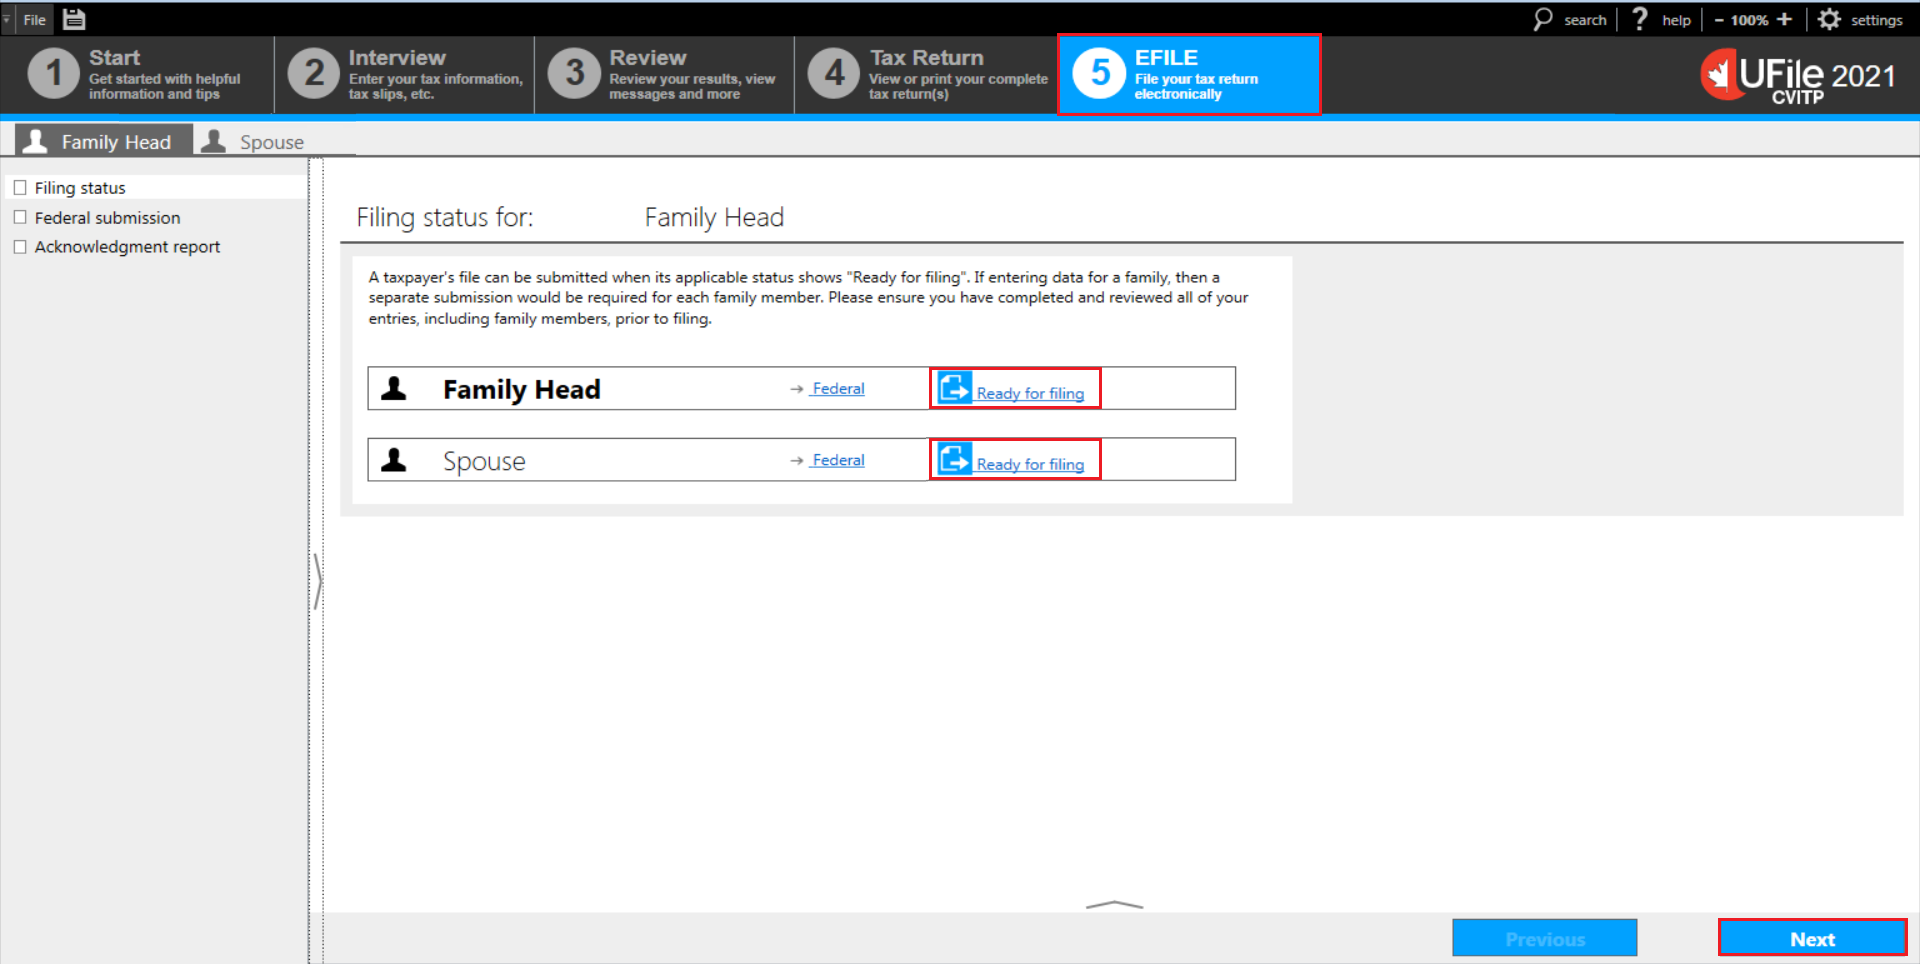 File
search
help
- 100% +
settings
1
Start
Get started with helpful
information and tips
2
Interview
Enter your tax information,
tax slips, etc.
3
Review
Review your results, view
messages and more
4
Tax Return
View or print your complete
tax return(s)
5
EFILE
File your tax return
electronically
UFile 2021
CVITP
Family Head
Spouse
Filing status
Federal submission
Acknowledgment report
Filing status for: Family Head
A taxpayer's file can be submitted when its applicable status shows "Ready for filing". If entering data for a family, then a
separate submission would be required for each family member. Please ensure you have completed and reviewed all of your
entries, including family members, prior to filing.
Family Head → Federal Ready for filing
Spouse → Federal Ready for filing
Previous
Next